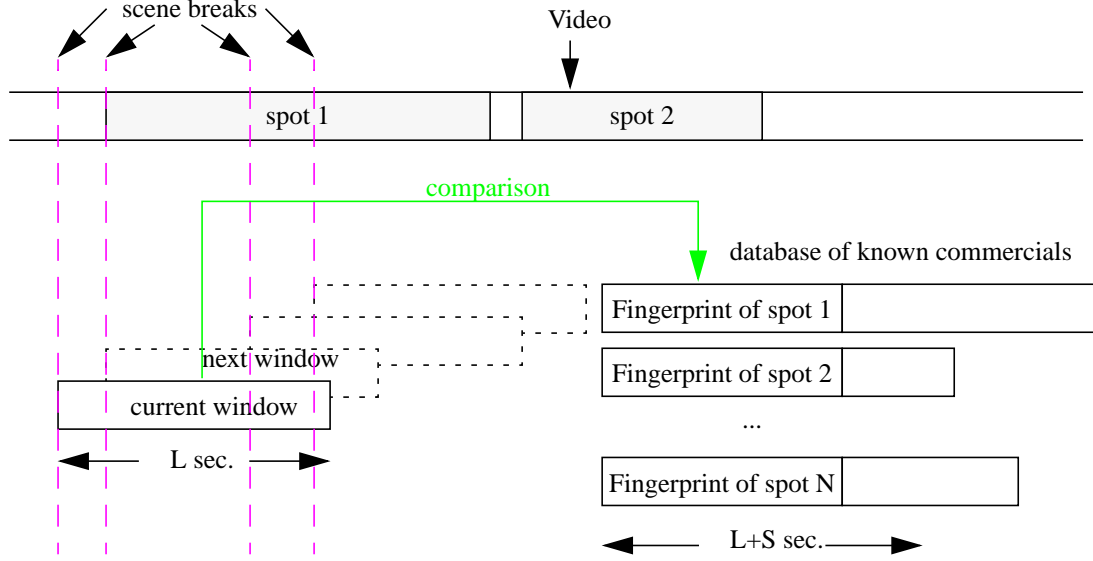 scene breaks
Video
spot 1
spot 2
comparison
database of known commercials
Fingerprint of spot 1
next window
Fingerprint of spot 2
current window
...
L sec.
Fingerprint of spot N
L+S sec.